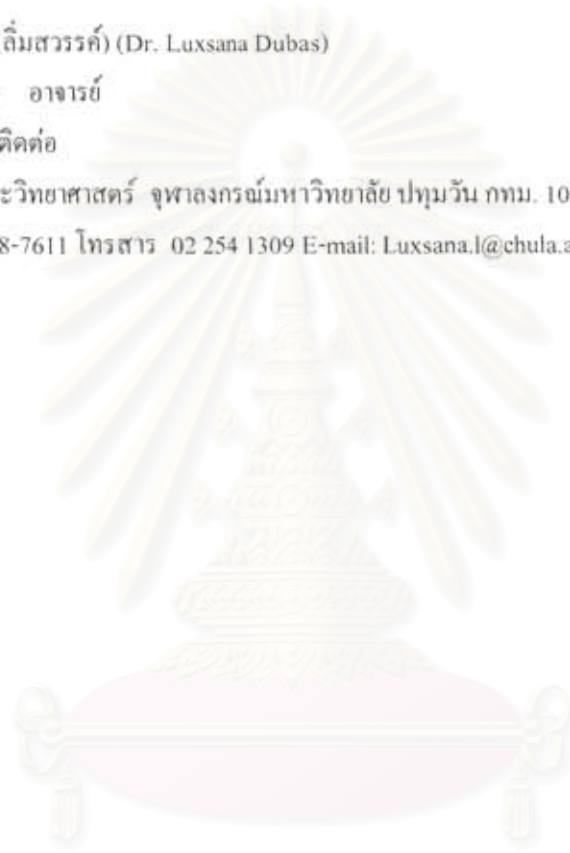 ลิ่มสวรรค์) (Dr. Luxsana Dubas)
อาจารย์
ติดต่อ
ะวิทยาศาสตร์ จุฬาลงกรณ์มหาวิทยาลัย ปทุมวัน กทม. 10
8-7611 โทรสาร 02 254 1309 E-mail: Luxsana.l@chula.a